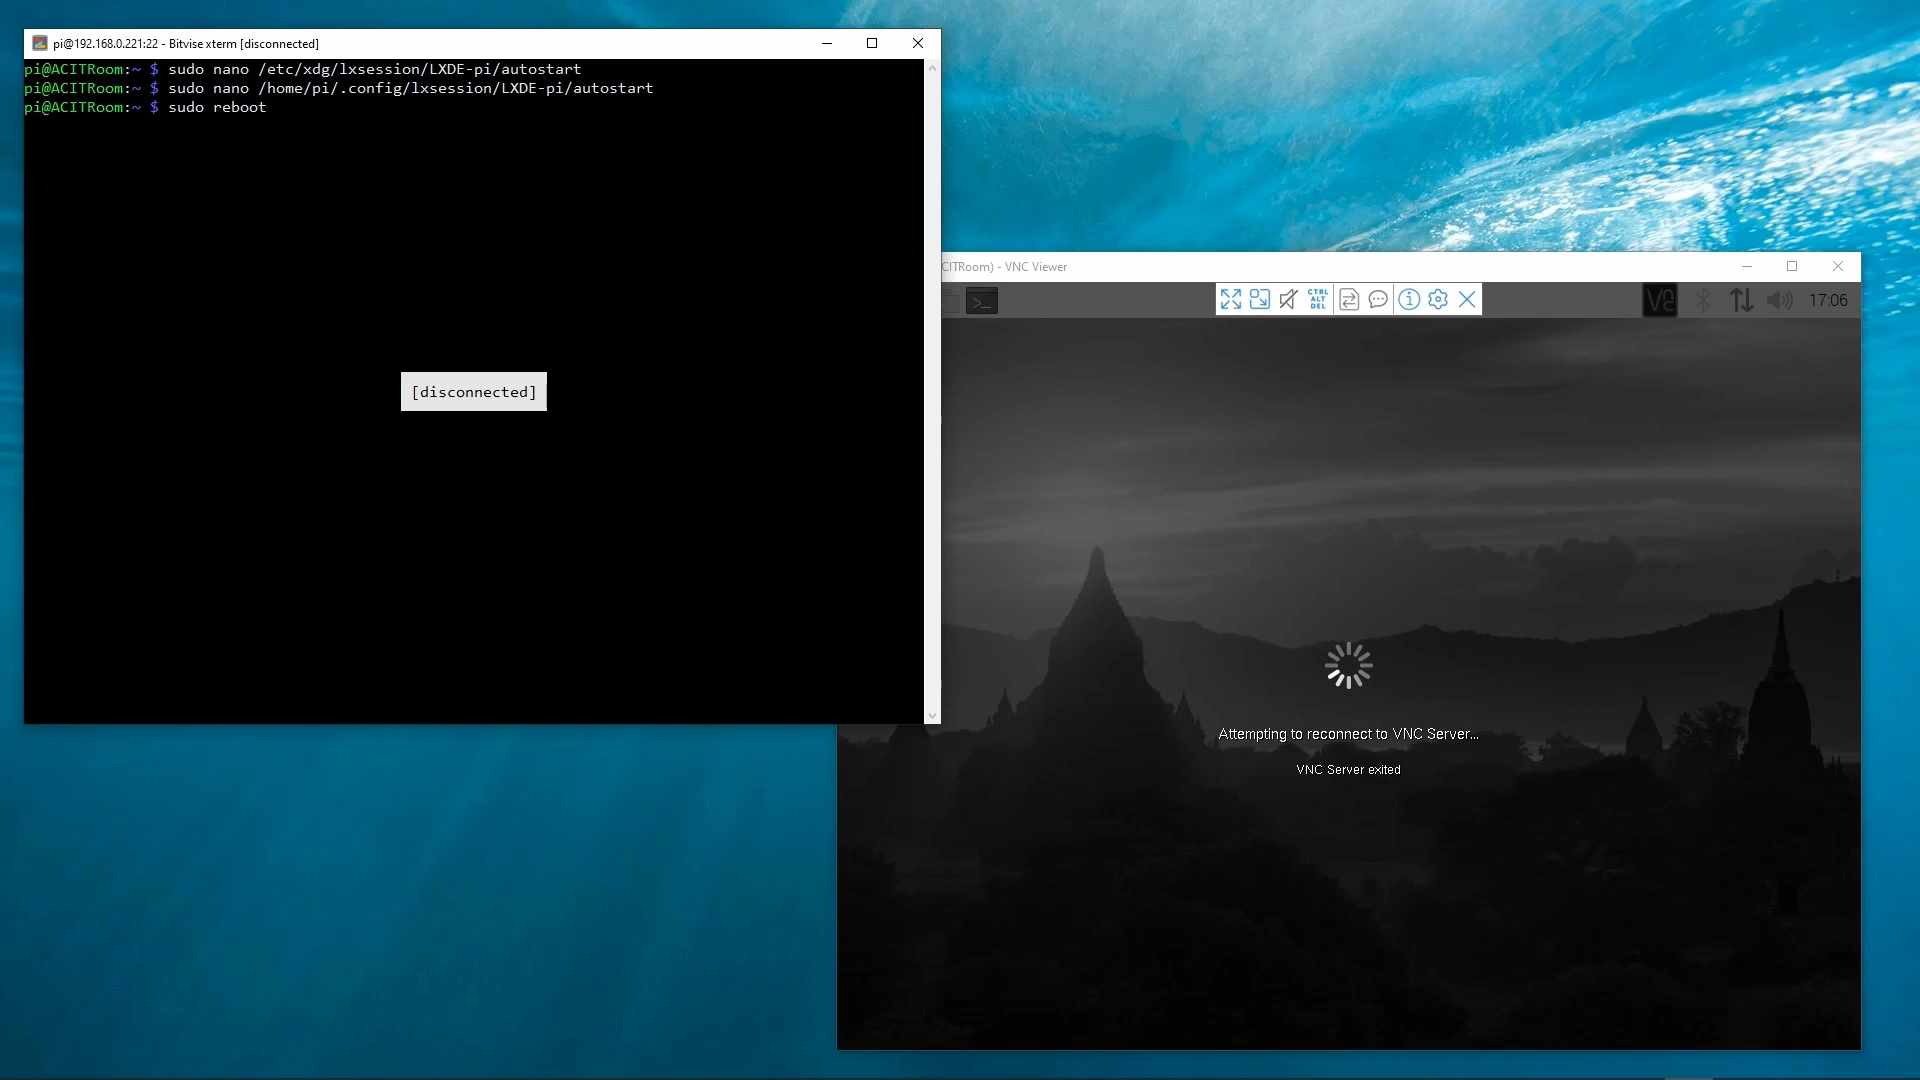 pi@192.168.0.221:22 - Bitvise xterm [disconnected]
pi@ACITRoom:~ $ sudo nano /etc/xdg/lxsession/LXDE-pi/autostart
pi@ACITRoom:~ $ sudo nano /home/pi/.config/lxsession/LXDE-pi/autostart
pi@ACITRoom:~ $ sudo reboot
[disconnected]
CITRoom) - VNC Viewer
>_
CTRL
ALT
DEL
17:06
Attempting to reconnect to VNC Server...
VNC Server exited